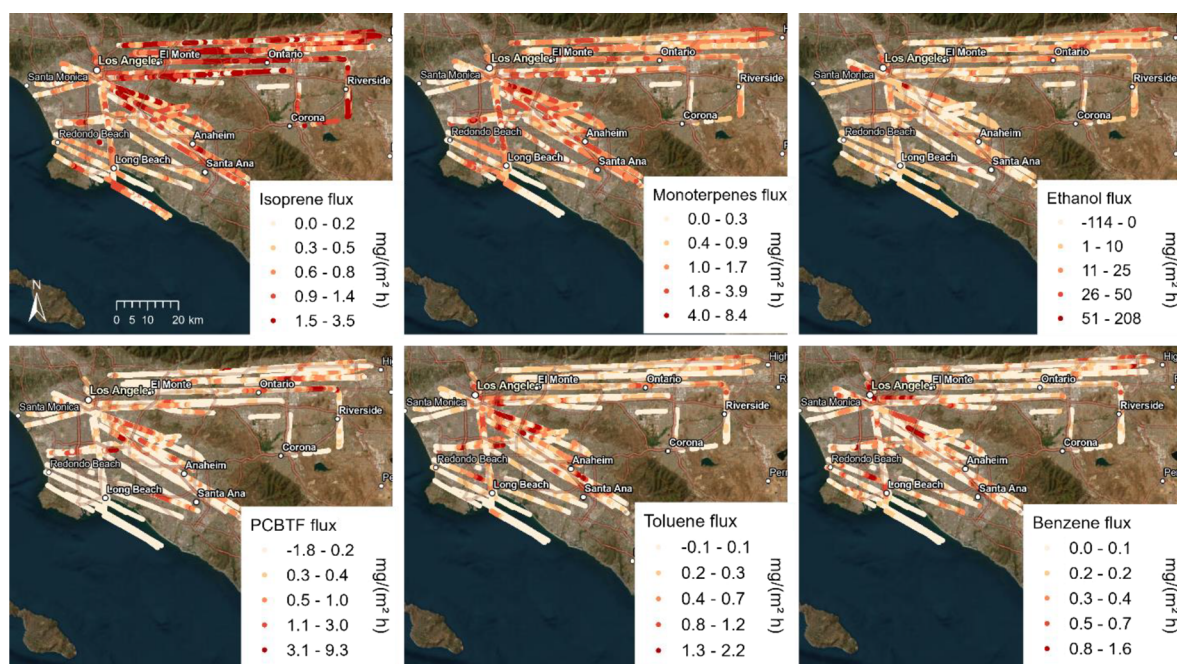 El Monte
Ontario
Los Angeles
Santa Monica
Riverside
Corona
Redondo Beach
Anaheim
Long Beach
Santa Ana
Isoprene flux
0.0 - 0.2
0.3 - 0.5
0.6 - 0.8
0.9 - 1.4
1.5 - 3.5
mg/(m² h)
N
0 5 10 20 km
El Monte
Ontario
Los Angeles
Santa Monica
Riverside
Corona
Redondo Beach
Anaheim
Long Beach
Santa Ana
Monoterpenes flux
0.0 - 0.3
0.4 - 0.9
1.0 - 1.7
1.8 - 3.9
4.0 - 8.4
mg/(m² h)
El Monte
Ontario
Los Angeles
Santa Monica
Riverside
Corona
Redondo Beach
Anaheim
Long Beach
Santa Ana
Ethanol flux
-114 - 0
1 - 10
11 - 25
26 - 50
51 - 208
mg/(m² h)
El Monte
Ontario
Los Angeles
Santa Monica
Riverside
Corona
Redondo Beach
Anaheim
Long Beach
Santa Ana
PCBTF flux
-1.8 - 0.2
0.3 - 0.4
0.5 - 1.0
1.1 - 3.0
3.1 - 9.3
mg/(m² h)
High
El Monte
Ontario
Los Angeles
Santa Monica
Riverside
Corona
Redondo Beach
Anaheim
Long Beach
Santa Ana
Toluene flux
-0.1 - 0.1
0.2 - 0.3
0.4 - 0.7
0.8 - 1.2
1.3 - 2.2
mg/(m² h)
High
El Monte
Ontario
Los Angeles
Santa Monica
Riverside
Corona
Redondo Beach
Anaheim
Perri
Long Beach
Santa Ana
Benzene flux
0.0 - 0.1
0.2 - 0.2
0.3 - 0.4
0.5 - 0.7
0.8 - 1.6
mg/(m² h)